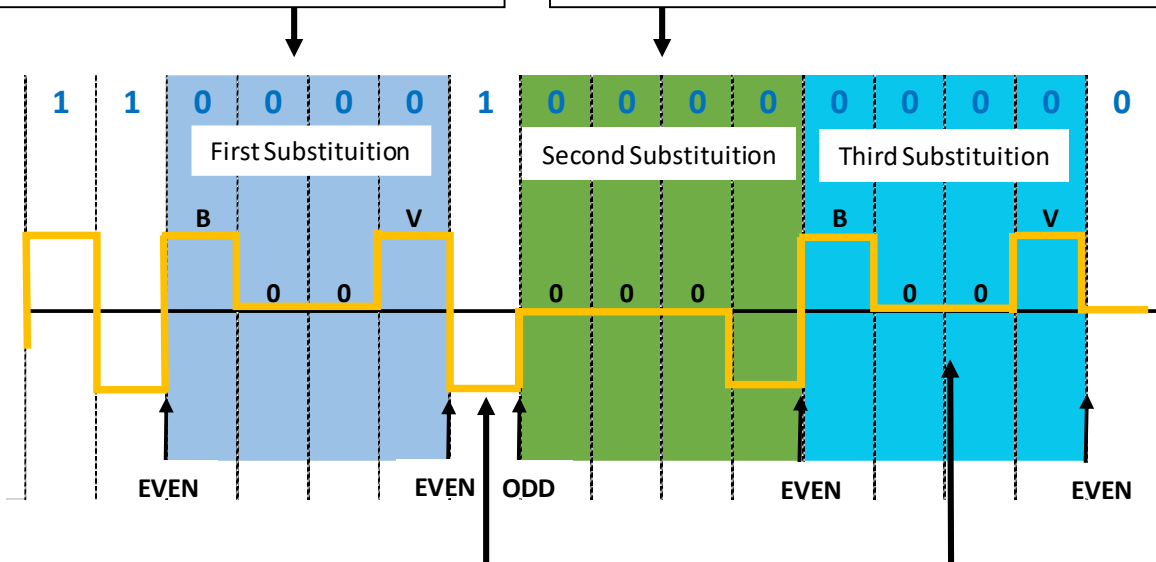 1 1 0 0 0 0 1 0 0 0 0 0 0 0 0 0
First Substituition Second Substituition Third Substituition
B V B V
0 0 0 0 0 0 0
EVEN EVEN ODD EVEN EVEN